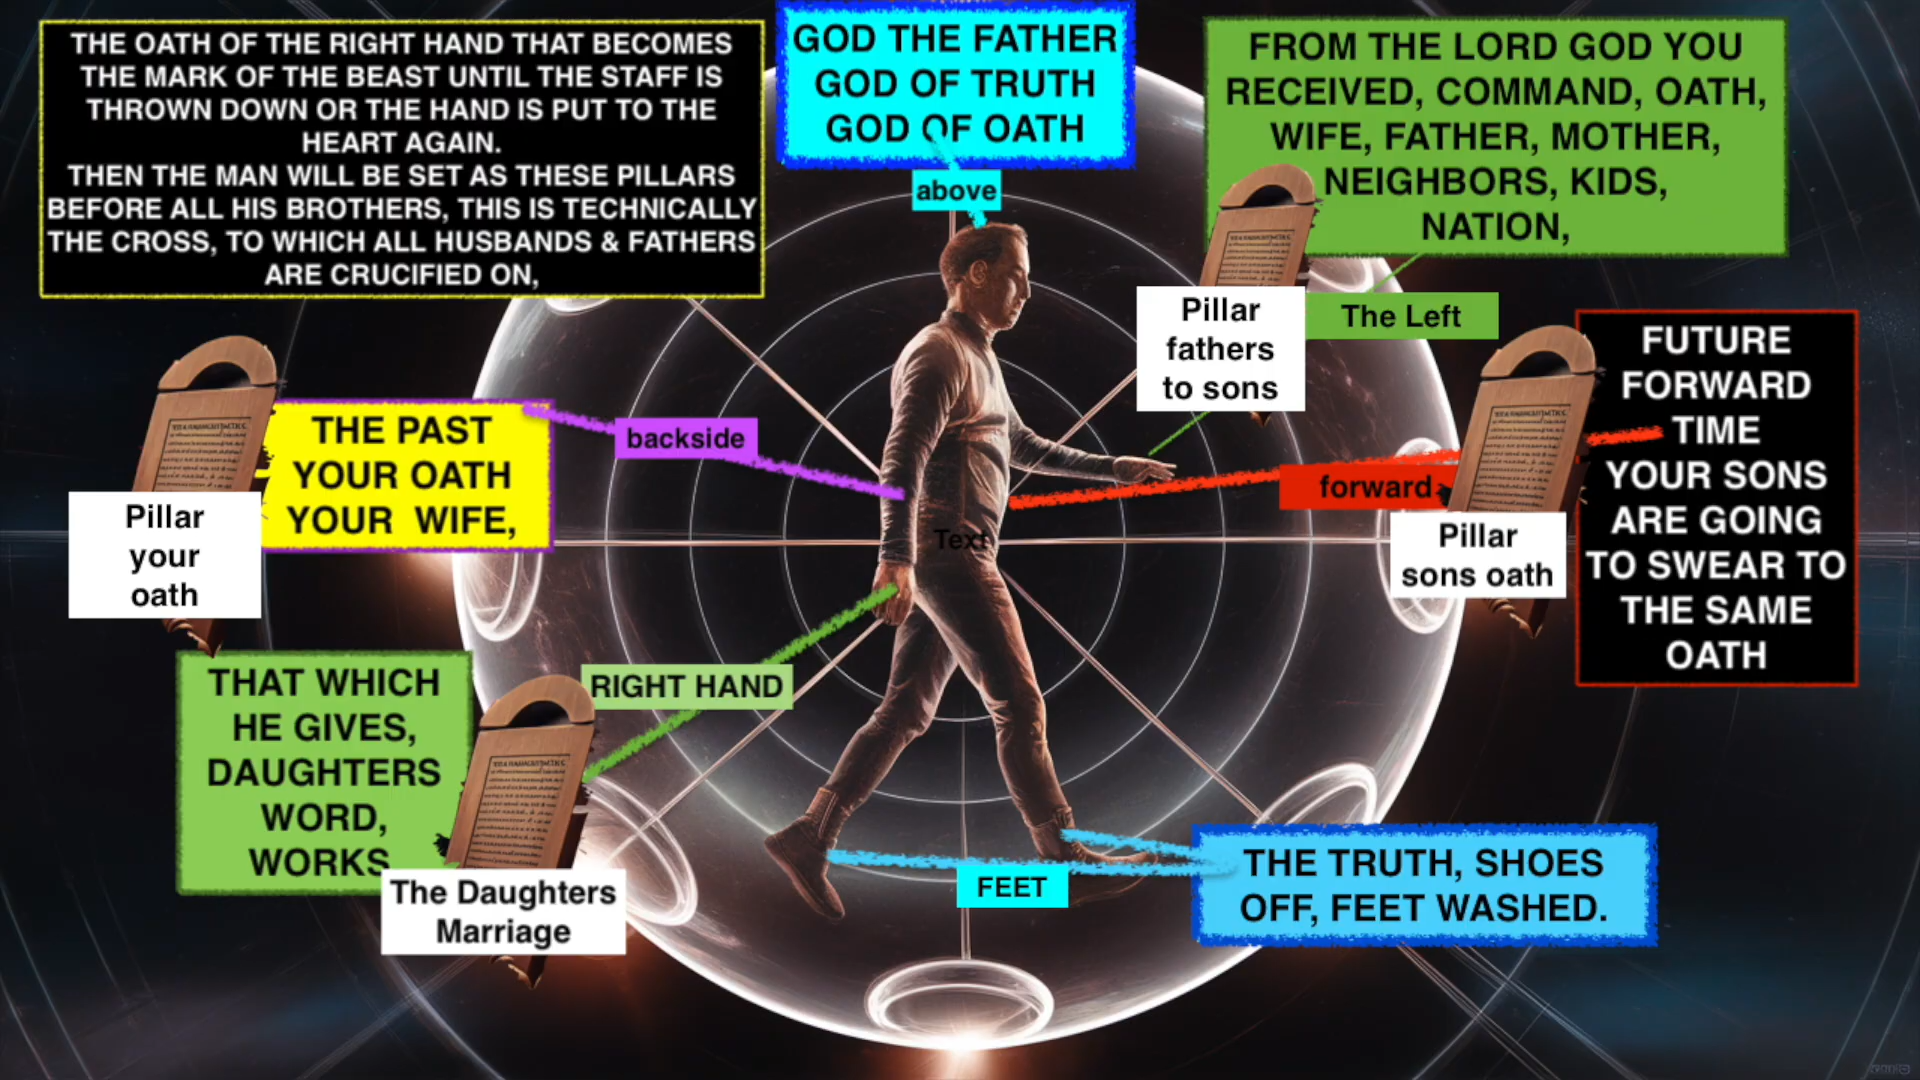 THE OATH OF THE RIGHT HAND THAT BECOMES
THE MARK OF THE BEAST UNTIL THE STAFF IS
THROWN DOWN OR THE HAND IS PUT TO THE
HEART AGAIN.
THEN THE MAN WILL BE SET AS THESE PILLARS
BEFORE ALL HIS BROTHERS, THIS IS TECHNICALLY
THE CROSS, TO WHICH ALL HUSBANDS & FATHERS
ARE CRUCIFIED ON,
GOD THE FATHER
GOD OF TRUTH
GOD OF OATH
above
FROM THE LORD GOD YOU
RECEIVED, COMMAND, OATH,
WIFE, FATHER, MOTHER,
NEIGHBORS, KIDS,
NATION,
Pillar
fathers
to sons
The Left
FUTURE
FORWARD
TIME
YOUR SONS
ARE GOING
TO SWEAR TO
THE SAME
OATH
THE PAST
YOUR OATH
YOUR WIFE,
backside
forward
Pillar
your
oath
Text
Pillar
sons oath
THAT WHICH
HE GIVES,
DAUGHTERS
WORD,
WORKS
RIGHT HAND
The Daughters
Marriage
FEET
THE TRUTH, SHOES
OFF, FEET WASHED.